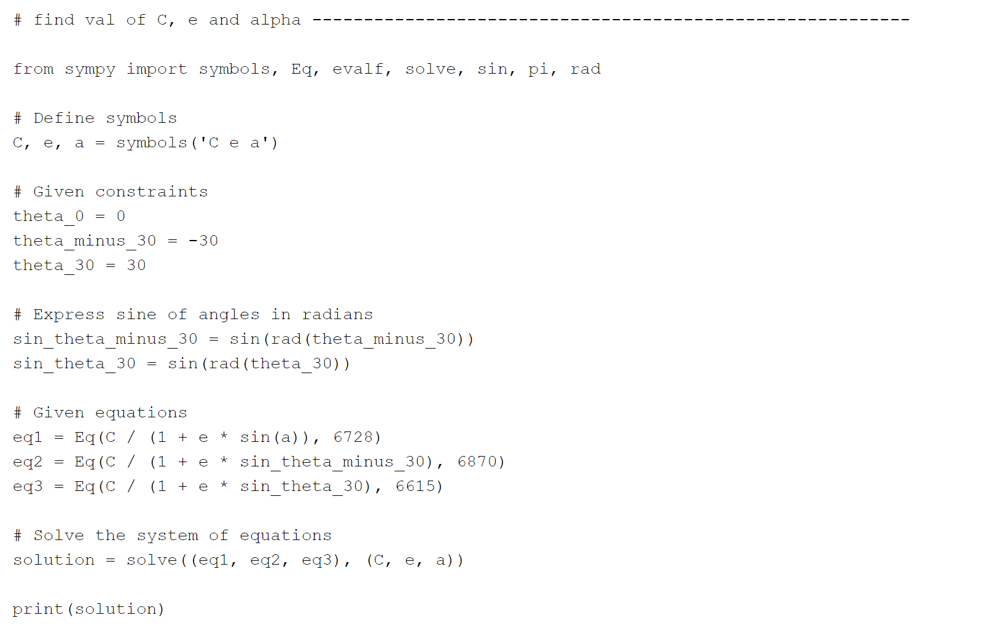 # find val of C, e and alpha ----------------------------------------------------------
from sympy import symbols, Eq, evalf, solve, sin, pi, rad
# Define symbols
C, e, a = symbols('C e a')
# Given constraints
theta_0 = 0
theta_minus_30 = -30
theta_30 = 30
# Express sine of angles in radians
sin_theta_minus_30 = sin(rad(theta_minus_30))
sin_theta_30 = sin(rad(theta_30))
# Given equations
eq1 = Eq(C / (1 + e * sin(a)), 6728)
eq2 = Eq(C / (1 + e * sin_theta_minus_30), 6870)
eq3 = Eq(C / (1 + e * sin_theta_30), 6615)
# Solve the system of equations
solution = solve((eq1, eq2, eq3), (C, e, a))
print(solution)